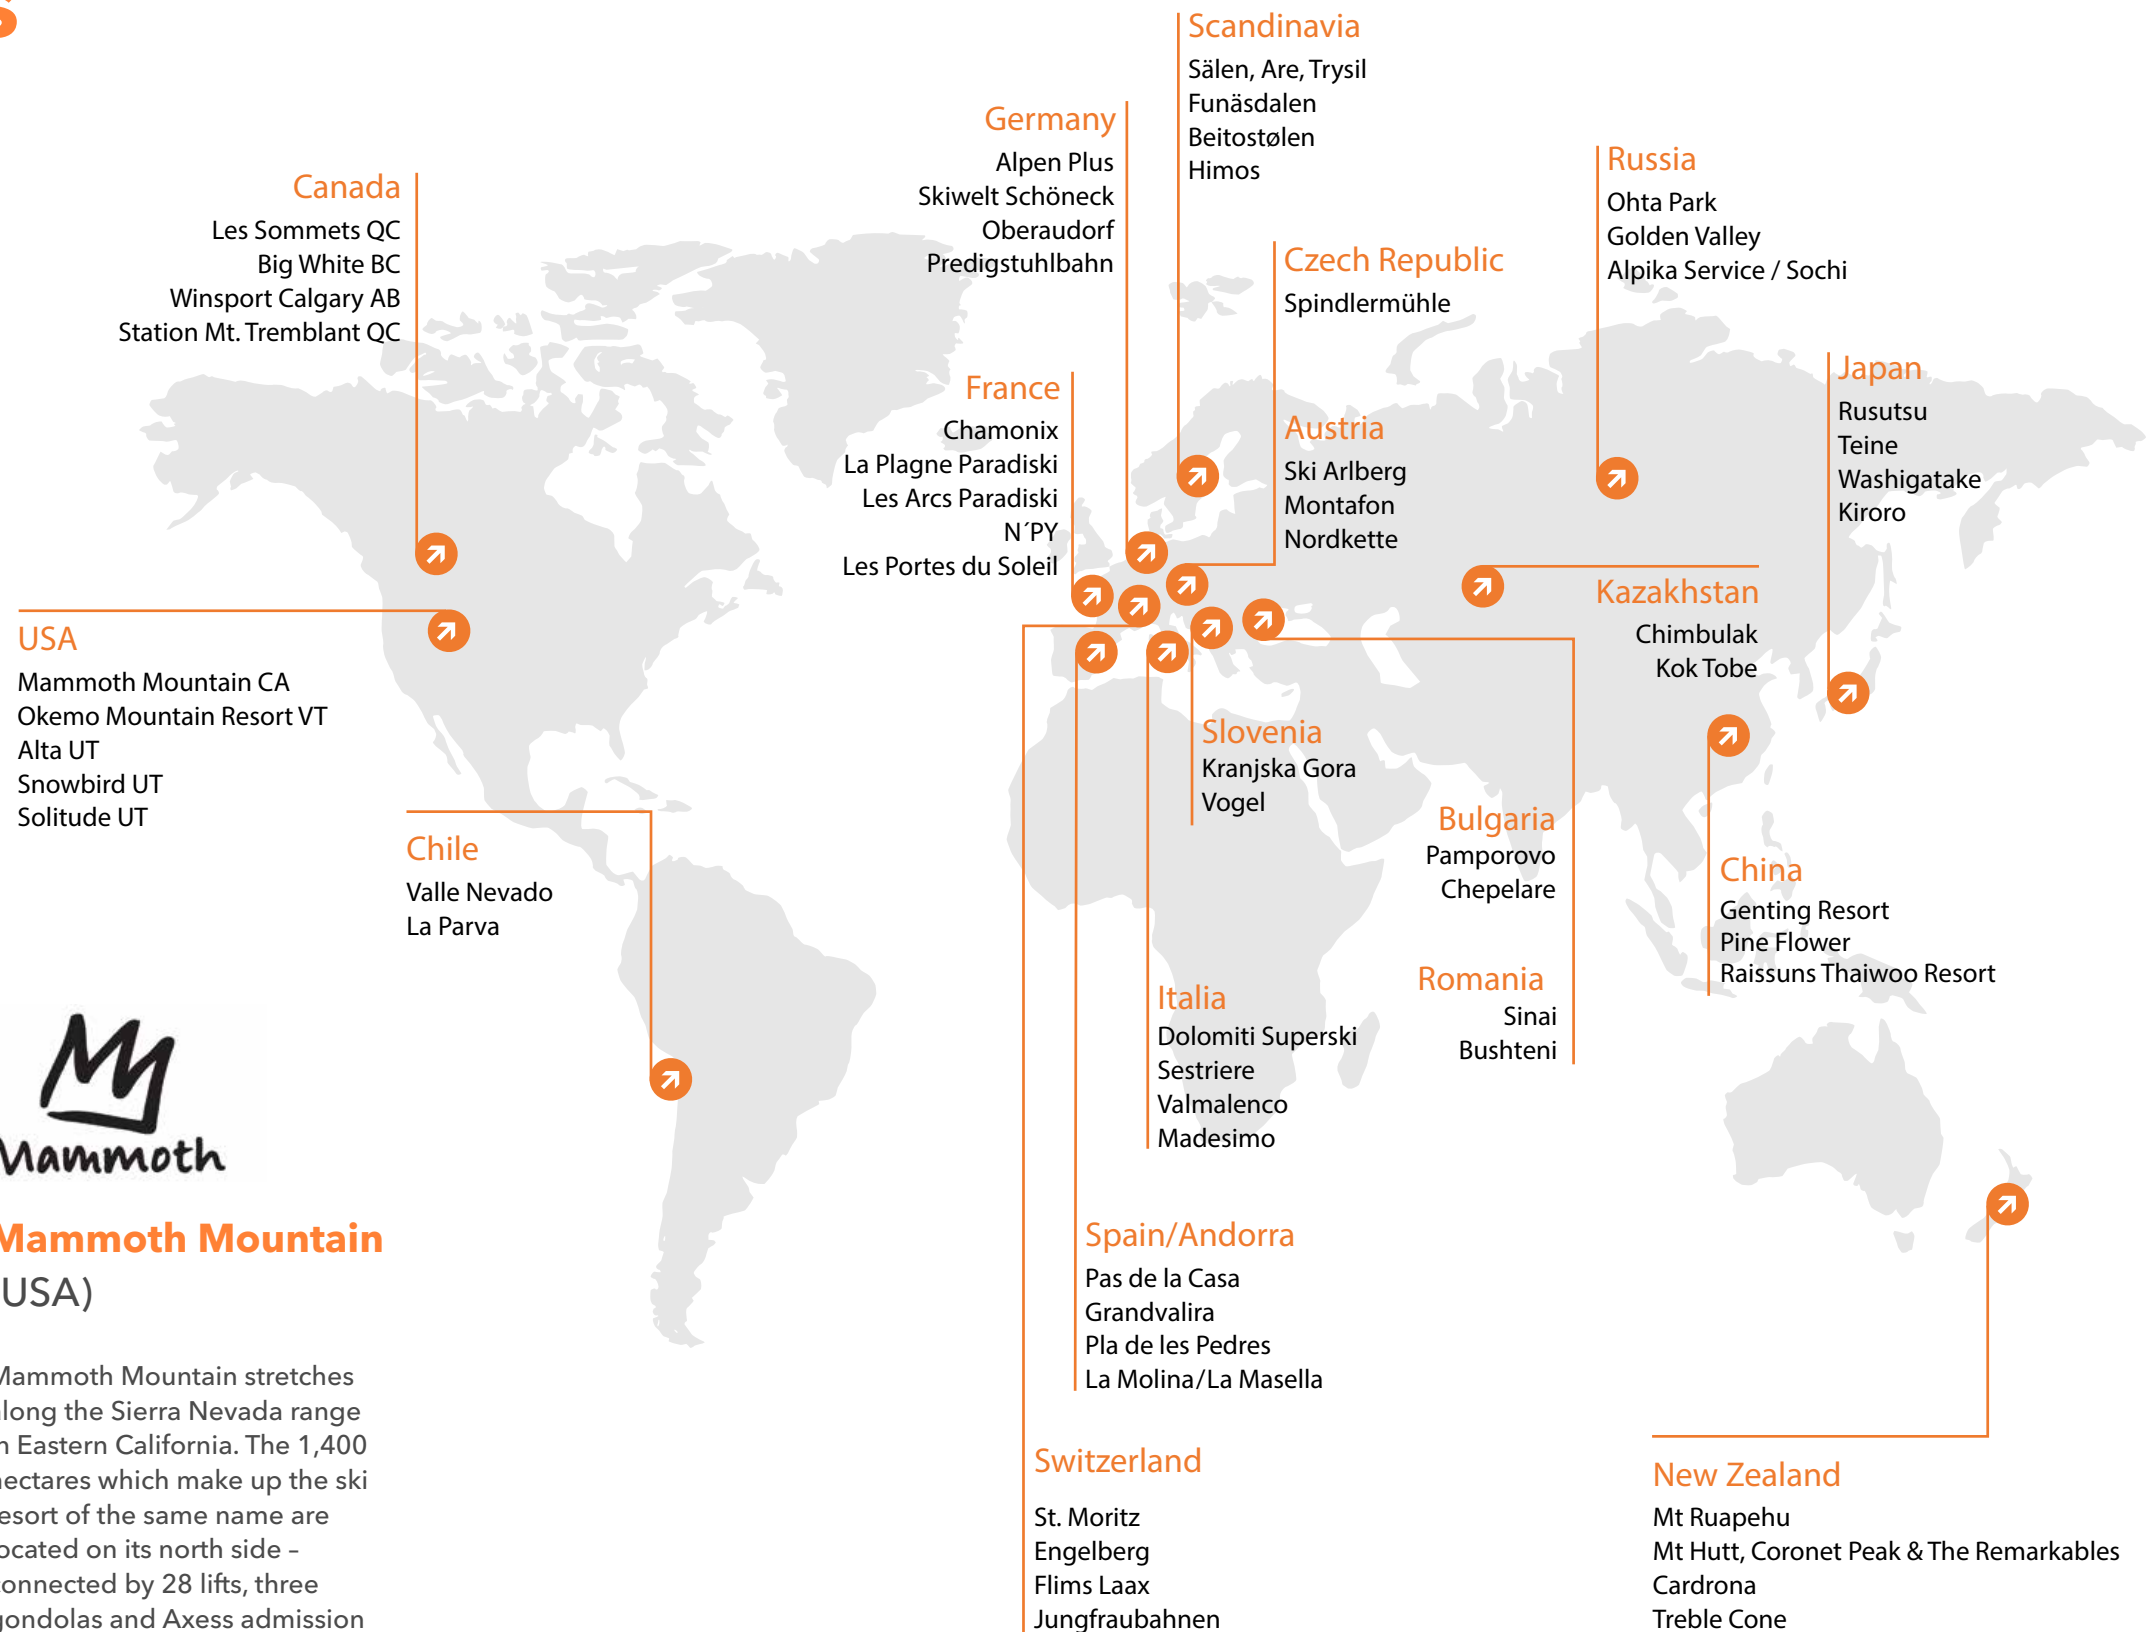 s
Scandinavia
Sälen, Are, Trysil
Funäsdalen
Beitostølen
Himos
Germany
Alpen Plus
Skiwelt Schöneck
Oberaudorf
Predigstuhlbahn
Russia
Ohta Park
Golden Valley
Alpika Service / Sochi
Canada
Les Sommets QC
Big White BC
Winsport Calgary AB
Station Mt. Tremblant QC
Czech Republic
Spindlermühle
France
Chamonix
La Plagne Paradiski
Les Arcs Paradiski
N´PY
Les Portes du Soleil
Austria
Ski Arlberg
Montafon
Nordkette
Japan
Rusutsu
Teine
Washigatake
Kiroro
Kazakhstan
Chimbulak
Kok Tobe
USA
Mammoth Mountain CA
Okemo Mountain Resort VT
Alta UT
Snowbird UT
Solitude UT
Slovenia
Kranjska Gora
Vogel
Chile
Valle Nevado
La Parva
Bulgaria
Pamporovo
Chepelare
China
Genting Resort
Pine Flower
Raissuns Thaiwoo Resort
Romania
Sinai
Bushteni
Italia
Dolomiti Superski
Sestriere
Valmalenco
Madesimo
Mammoth
Mammoth Mountain
USA)
Mammoth Mountain stretches
along the Sierra Nevada range
in Eastern California. The 1,400
hectares which make up the ski
resort of the same name are
located on its north side –
connected by 28 lifts, three
gondolas and Axess admission
Spain/Andorra
Pas de la Casa
Grandvalira
Pla de les Pedres
La Molina/La Masella
Switzerland
St. Moritz
Engelberg
Flims Laax
Jungfraubahnen
New Zealand
Mt Ruapehu
Mt Hutt, Coronet Peak & The Remarkables
Cardrona
Treble Cone